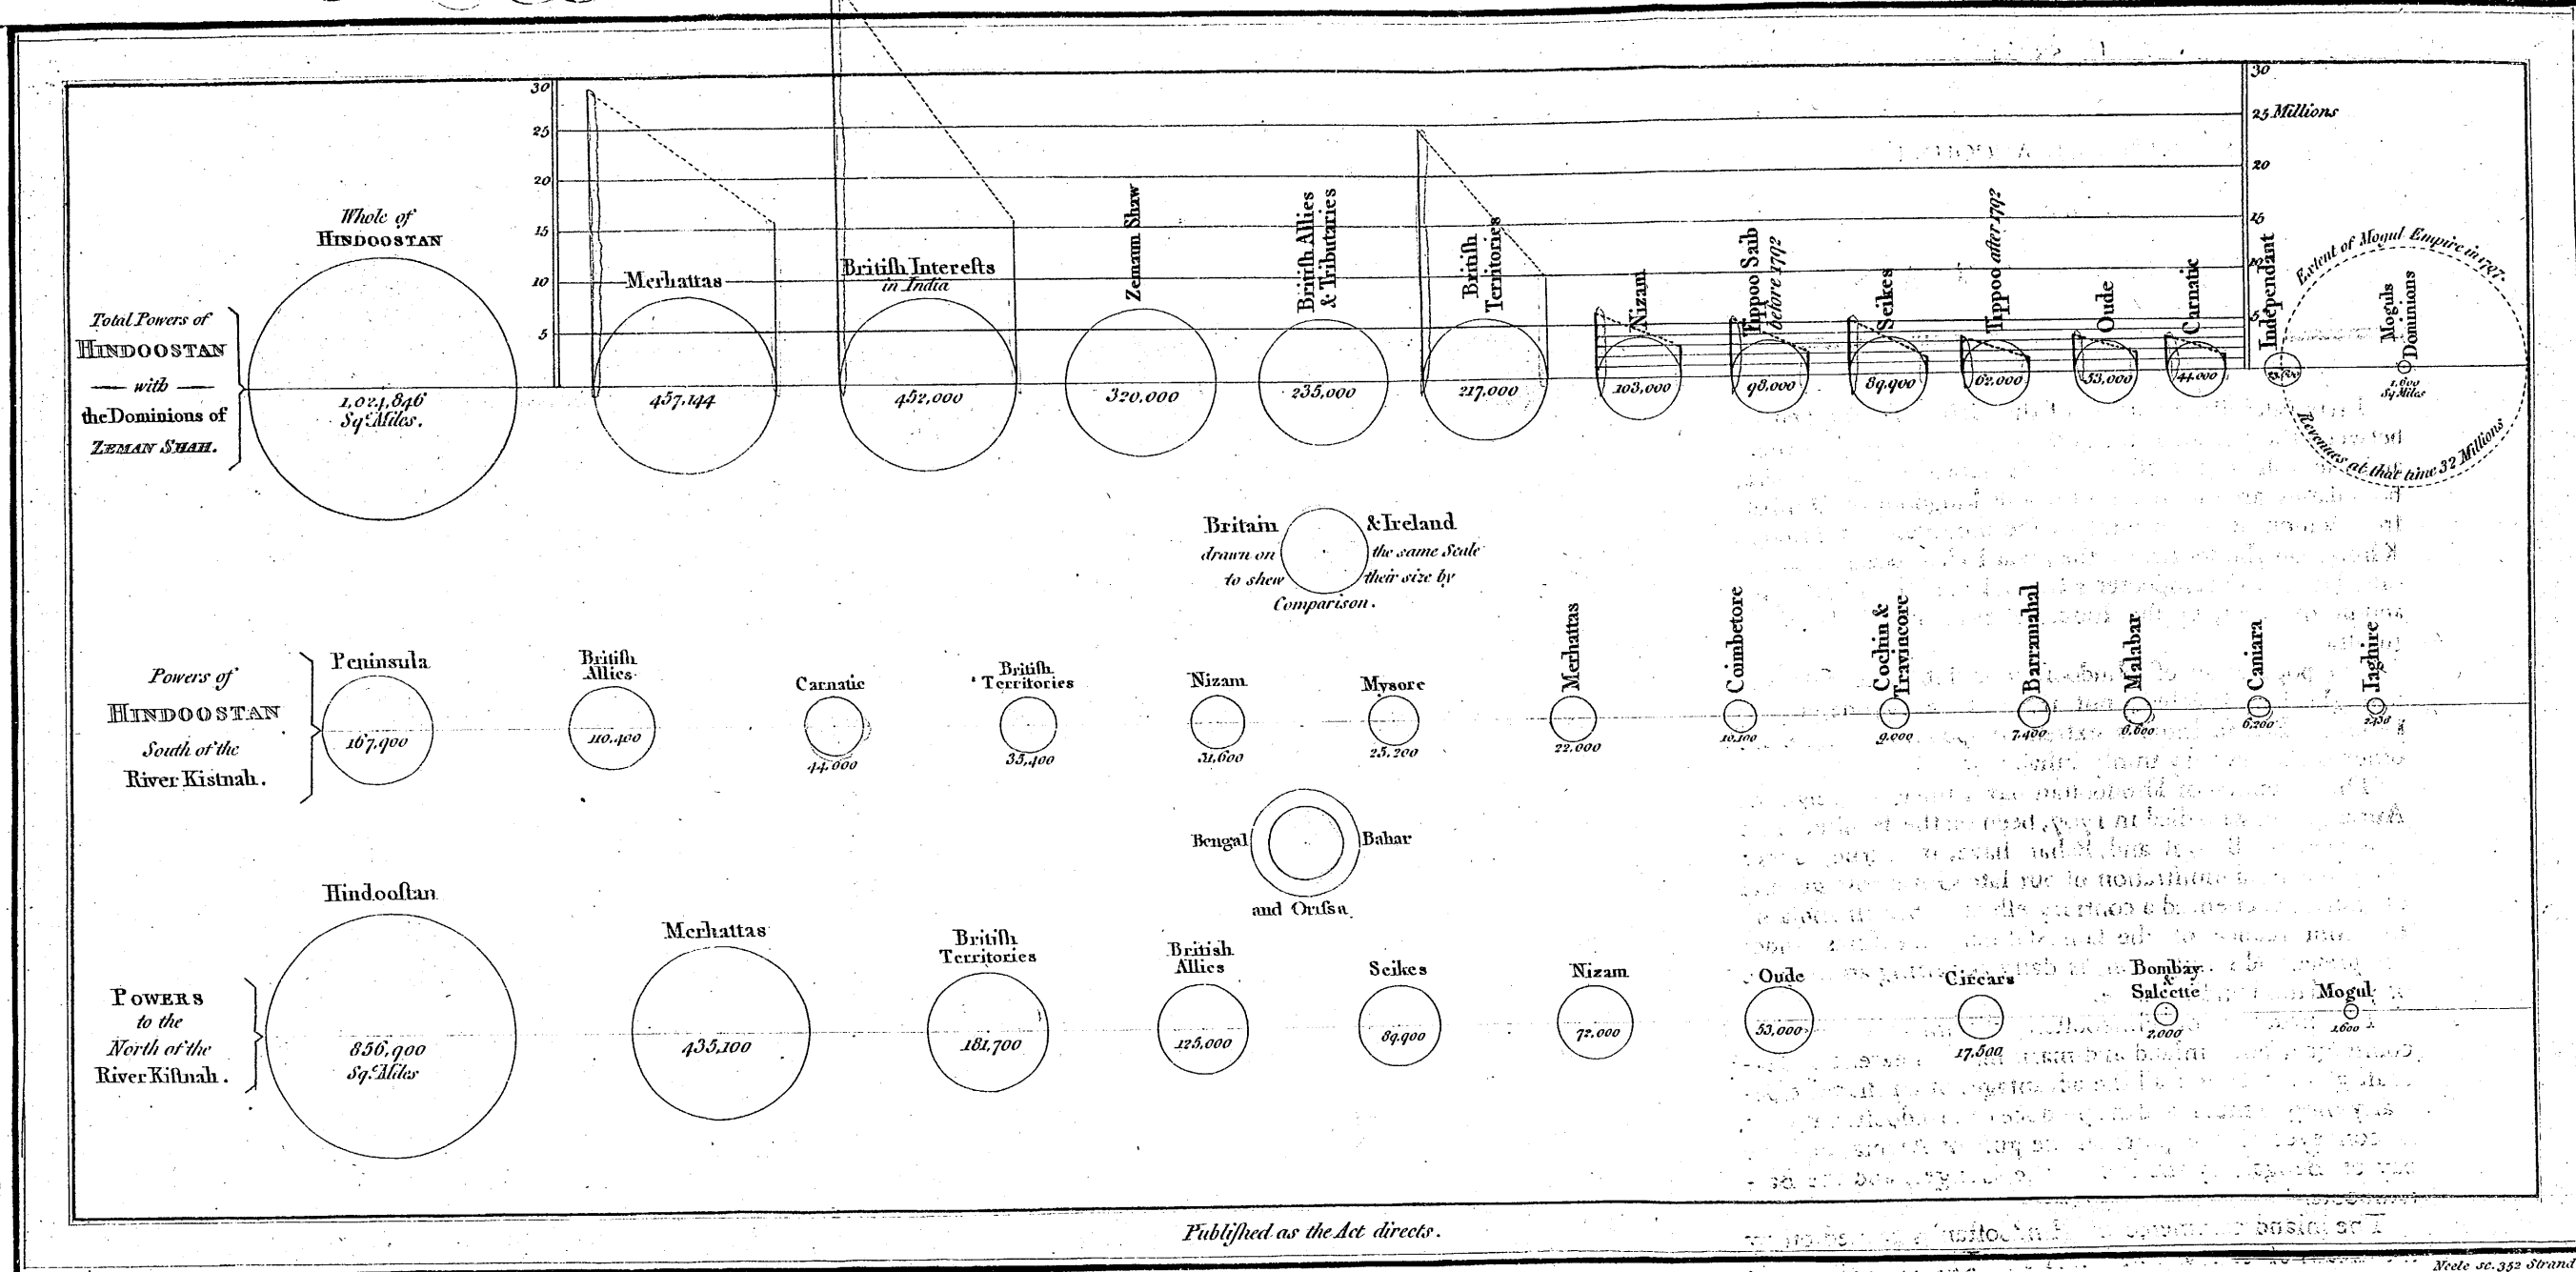 30
25
20
15
10
5
30
25 Millions
20
15
10
5
Total Powers of
HINDOOSTAN
with
the Dominions of
ZEMAN SHAH.
Whole of
HINDOOSTAN
1,021,846
Sq.Miles.
Merhattas
457,144
Britiſh Intereſts
in India
452,000
Zemann Shaw
320,000
Britiſh Allies
& Tributaries
235,000
Britiſh
Territories
217,000
Nizam
103,000
Tippoo Saib
before 1792
98,000
Seikes
89,900
Tippoo after 1792
62,000
Oude
53,000
Carnatic
44,000
Independant
Extent of Mogul Empire in 1707.
Moguls
Dominions
1,600
Sq Miles
Revenues at that time 32 Millions
Britain & Ireland
drawn on the same Scale
to shew their size by
Comparison.
Powers of
HINDOOSTAN
South of the
River Kistnah.
Peninsula
167,900
Britiſh
Allies
110,400
Carnatic
44,000
Britiſh
Territories
35,400
Nizam
31,600
Mysore
25,200
Merhattas
22,000
Coimbetore
10,100
Cochin &
Travincore
9,000
Barramahal
7,400
Malabar
6,600
Caniara
6,200
Jaghire
Bengal Bahar
and Oriſsa
POWERS
to the
North of the
River Kiſtnah.
Hindooſtan
856,900
Sq.Miles
Merhattas
435,100
Britiſh
Territories
181,700
British
Allies
125,000
Seikes
89,900
Nizam
72,000
Oude
53,000
Circars
17,500
Bombay
&
Salcette
2,000
Mogul
1,600
Publiſhed as the Act directs.
Neele sc. 352 Strand